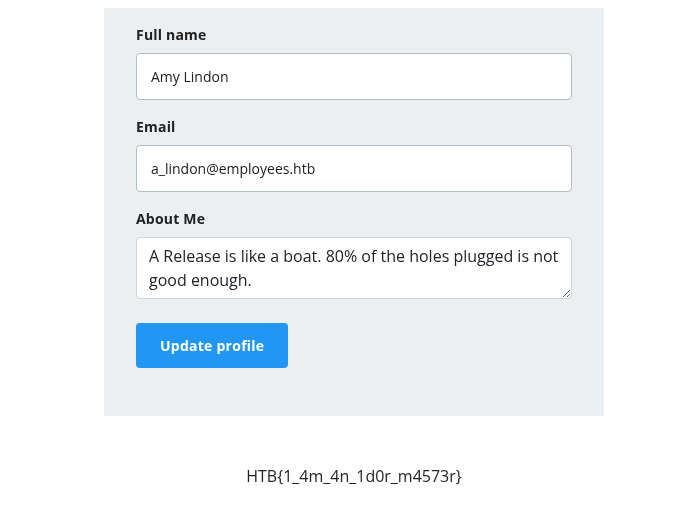 Full name
Amy Lindon
Email
a_lindon@employees.htb
About Me
A Release is like a boat. 80% of the holes plugged is not
good enough.
Update profile
HTB{1_4m_4n_1d0r_m4573r}